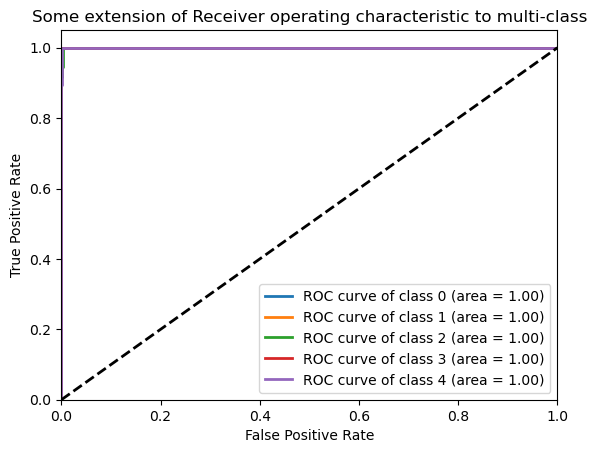 Some extension of Receiver operating characteristic to multi-class
1.0
0.8
0.6
0.4
0.2
0.0
True Positive Rate
ROC curve of class 0 (area = 1.00)
ROC curve of class 1 (area = 1.00)
ROC curve of class 2 (area = 1.00)
ROC curve of class 3 (area = 1.00)
ROC curve of class 4 (area = 1.00)
0.0 0.2 0.4 0.6 0.8 1.0
False Positive Rate